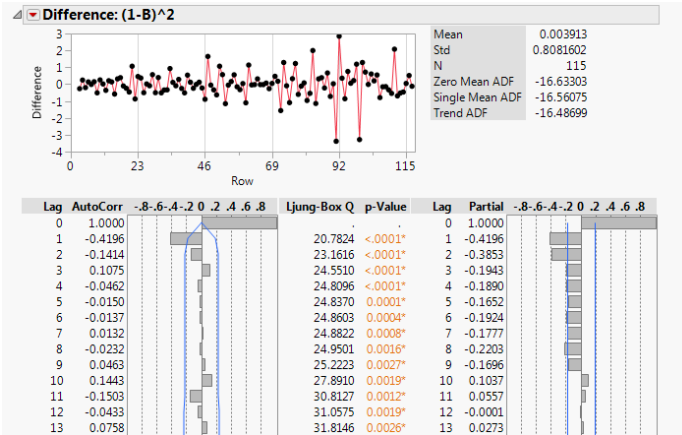 Difference: (1-B)^2
3
2
1
0
-1
-2
-3
-4
Difference
0 23 46 69 92 115
Row
Mean 0.003913
Std 0.8081602
N 115
Zero Mean ADF -16.63303
Single Mean ADF -16.56075
Trend ADF -16.48699
Lag AutoCorr -.8-.6-.4-.2 0 .2 .4 .6 .8 Ljung-Box Q p-Value Lag Partial -.8-.6-.4-.2 0 .2 .4 .6 .8
0 1.0000 . . 0 1.0000
1 -0.4196 20.7824 <.0001* 1 -0.4196
2 -0.1414 23.1616 <.0001* 2 -0.3853
3 0.1075 24.5510 <.0001* 3 -0.1943
4 -0.0462 24.8096 <.0001* 4 -0.1890
5 -0.0150 24.8370 0.0001* 5 -0.1652
6 -0.0137 24.8603 0.0004* 6 -0.1924
7 0.0132 24.8822 0.0008* 7 -0.1777
8 -0.0232 24.9501 0.0016* 8 -0.2203
9 0.0463 25.2223 0.0027* 9 -0.1696
10 0.1443 27.8910 0.0019* 10 0.1037
11 -0.1503 30.8127 0.0012* 11 0.0557
12 -0.0433 31.0575 0.0019* 12 -0.0001
13 0.0758 31.8146 0.0026* 13 0.0273